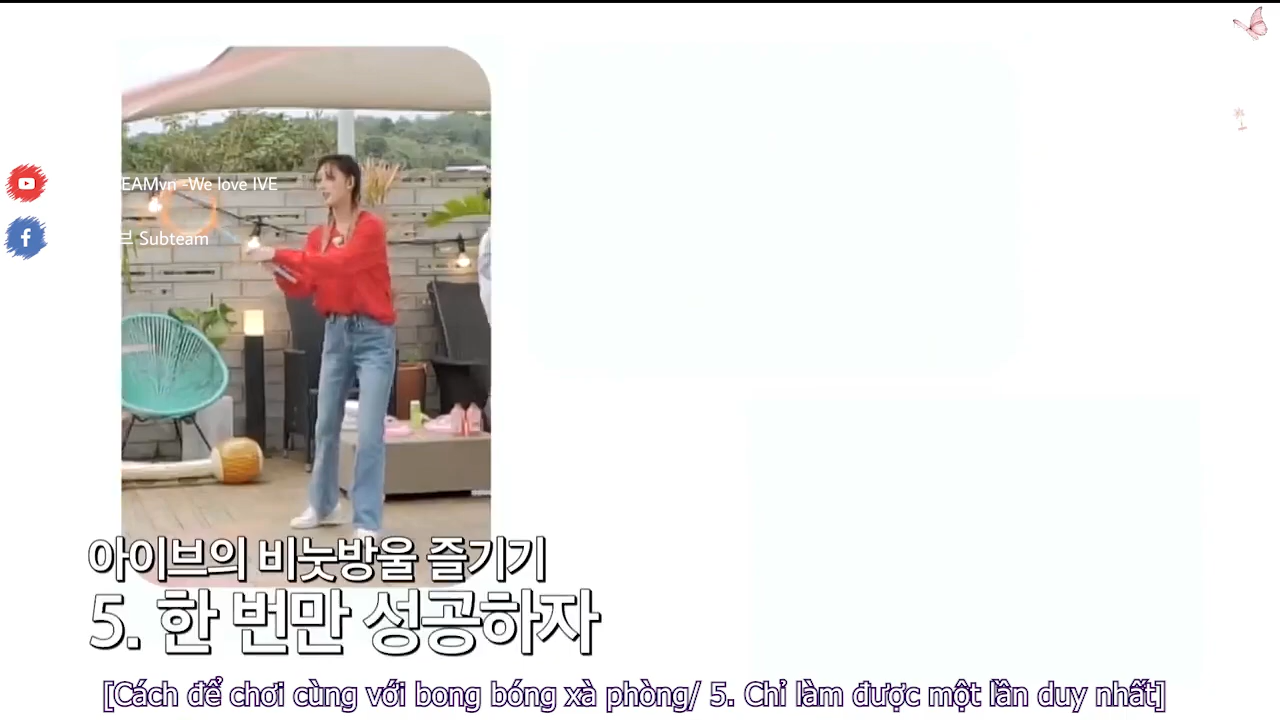 EAMvn -We love IVE
브 Subteam
아이브의 비눗방울 즐기기
5. 한 번만 성공하자
[Cách để chơi cùng với bong bóng xà phòng/ 5. Chỉ làm được một lần duy nhất]